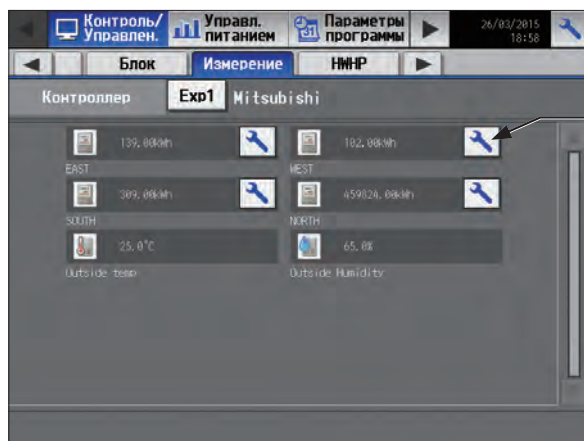 Контроль/ Управл. Параметры 26/03/2015
Управлен. питанием 31 программы 18:58
Блок Измерение HWHP
Контроллер Exp1 Mitsubishi
139.00kWh 102.00kWh
EAST WEST
309.00kWh 459824.00kWh
SOUTH NORTH
25.0°C 65.0%
Outside temp Outside Humidity